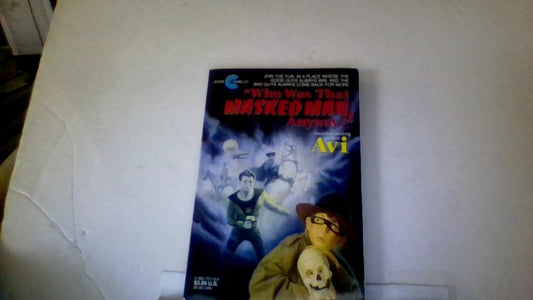 JOIN THE FUN, IN A PLACE WHERE THE
GOOD GUYS ALWAYS WIN, AND THE
BAD GUYS ALWAYS COME BACK FOR MORE
"Who Was That
MASKED MAN,
Anyway?"
Avi